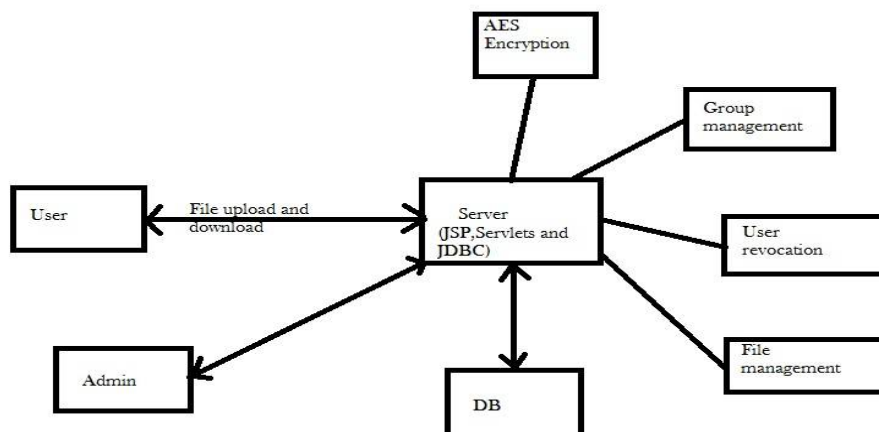 AES
Encryption
Group
management
User
File upload and
download
Server
(JSP,Servlets and
JDBC)
User
revocation
Admin
File
management
DB